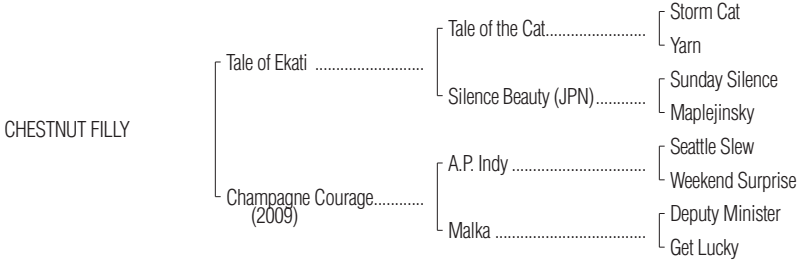 Storm Cat
Tale of the Cat........................
Yarn
Tale of Ekati ..........................
Sunday Silence
Silence Beauty (JPN)............
Maplejinsky
CHESTNUT FILLY
Seattle Slew
A.P. Indy ................................
Weekend Surprise
Champagne Courage............
(2009)
Deputy Minister
Malka ....................................
Get Lucky